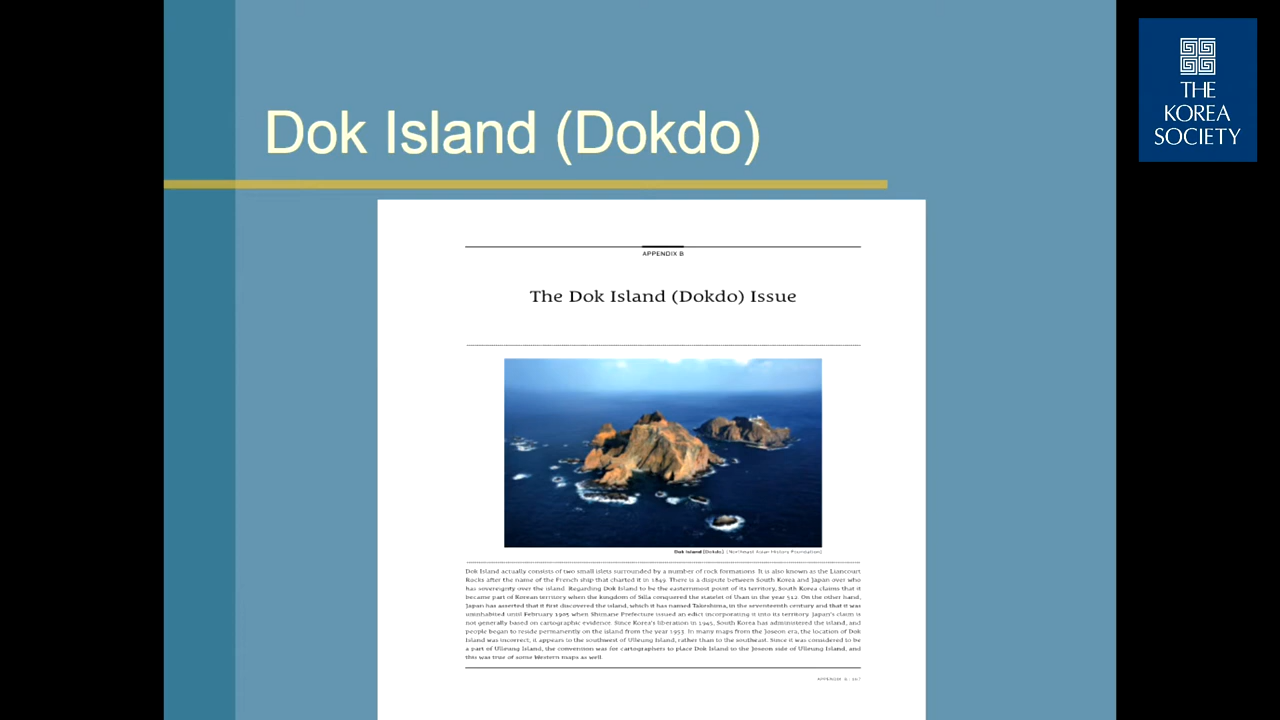 Dok Island (Dokdo)
THE
KOREA
SOCIETY
APPENDIX B
The Dok Island (Dokdo) Issue
Dok Island (Dokdo) [Northeast Asian History Foundation]
Dok Island actually consists of two small islets surrounded by a number of rock formations. It is also known as the Liancourt
Rocks after the name of the French ship that charted it in 1849. There is a dispute between South Korea and Japan over who
has sovereignty over the island. Regarding Dok Island to be the easternmost point of its territory, South Korea claims that it
became part of Korean territory when the kingdom of Silla conquered the statelet of Usan in the year 512. On the other hand,
Japan has asserted that it first discovered the island, which it has named Takeshima, in the seventeenth century and that it was
uninhabited until February 1905 when Shimane Prefecture issued an edict incorporating it into its territory. Japan's claim is
not generally based on cartographic evidence. Since Korea's liberation in 1945, South Korea has administered the island, and
people began to reside permanently on the island from the year 1953. In many maps from the Joseon era, the location of Dok
Island was incorrect; it appears to the southwest of Ulleung Island, rather than to the southeast. Since it was considered to be
a part of Ulleung Island, the convention was for cartographers to place Dok Island to the Joseon side of Ulleung Island, and
this was true of some Western maps as well.
APPENDIX